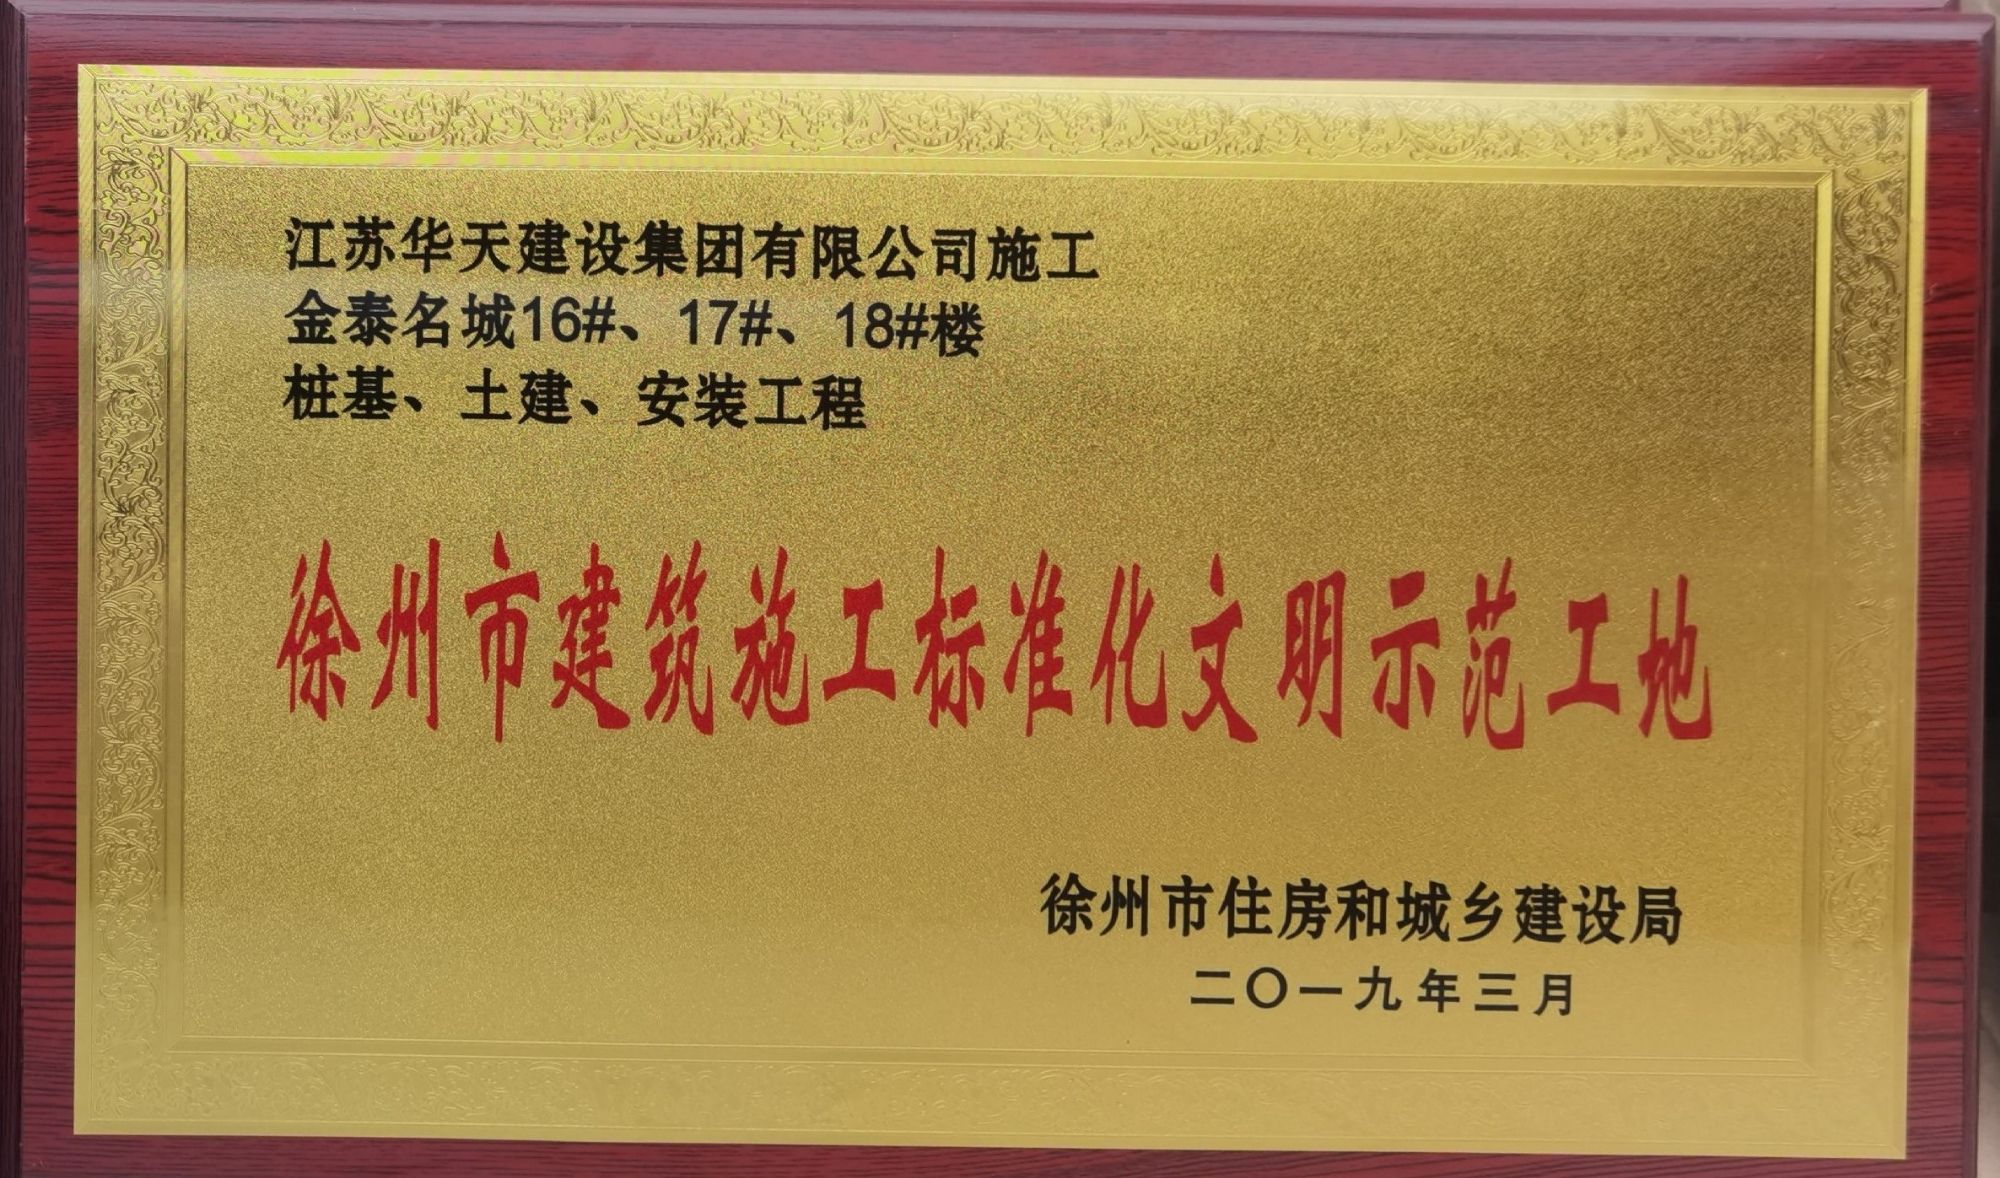 江苏华天建设集团有限公司施工
金泰名城16#、17#、18#楼
桩基、土建、安装工程
徐州市建筑施工标准化文明示范工地
徐州市住房和城乡建设局
二〇一九年三月